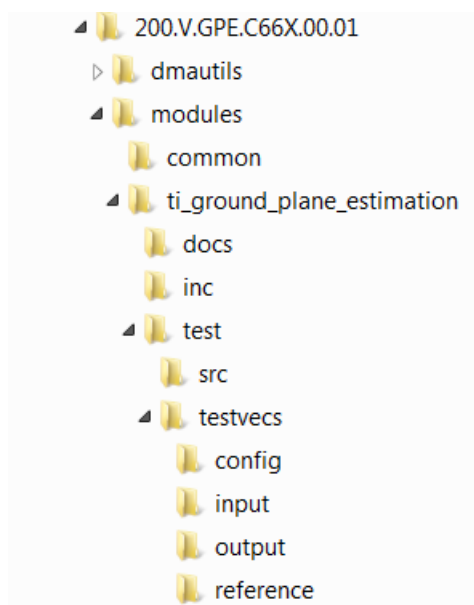 200.V.GPE.C66X.00.01
dmautils
modules
common
ti_ground_plane_estimation
docs
inc
test
src
testvecs
config
input
output
reference